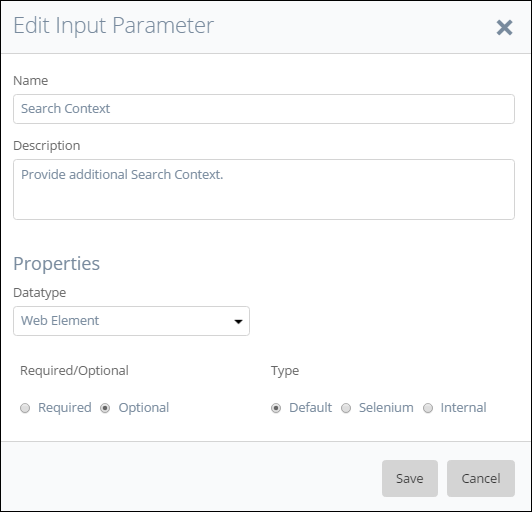 Edit Input Parameter
Name
Search Context
Description
Provide additional Search Context.
Properties
Datatype
Web Element
Required/Optional Type
Required Optional Default Selenium Internal
Save Cancel